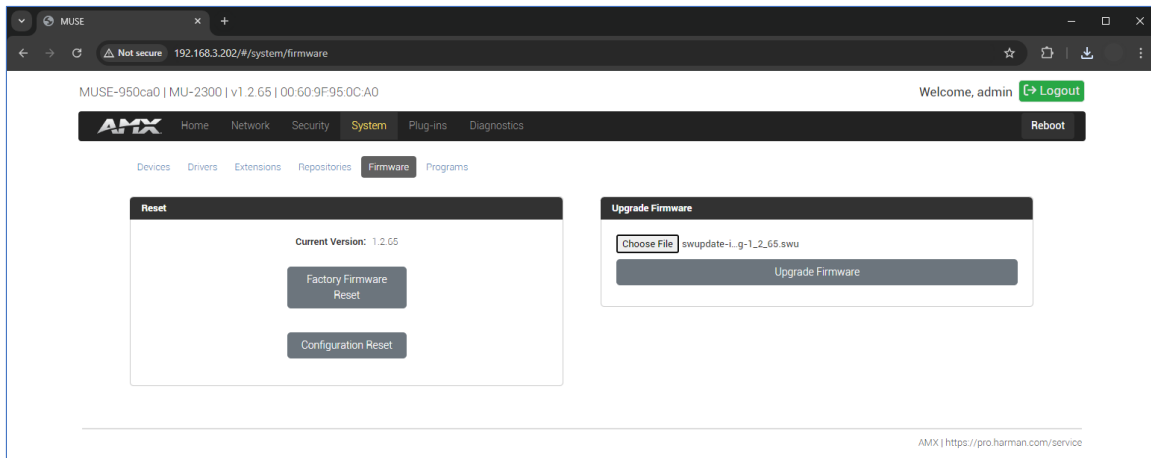 MUSE
Not secure 192.168.3.202/#/system/firmware
MUSE-950ca0 | MU-2300 | v1.2.65 | 00:60:9F:95:0C:A0
Welcome, admin Logout
AMX Home Network Security System Plug-ins Diagnostics Reboot
Devices Drivers Extensions Repositories Firmware Programs
Reset
Current Version: 1.2.65
Factory Firmware
Reset
Configuration Reset
Upgrade Firmware
Choose File swupdate-i...g-1_2_65.swu
Upgrade Firmware
AMX | https://pro.harman.com/service